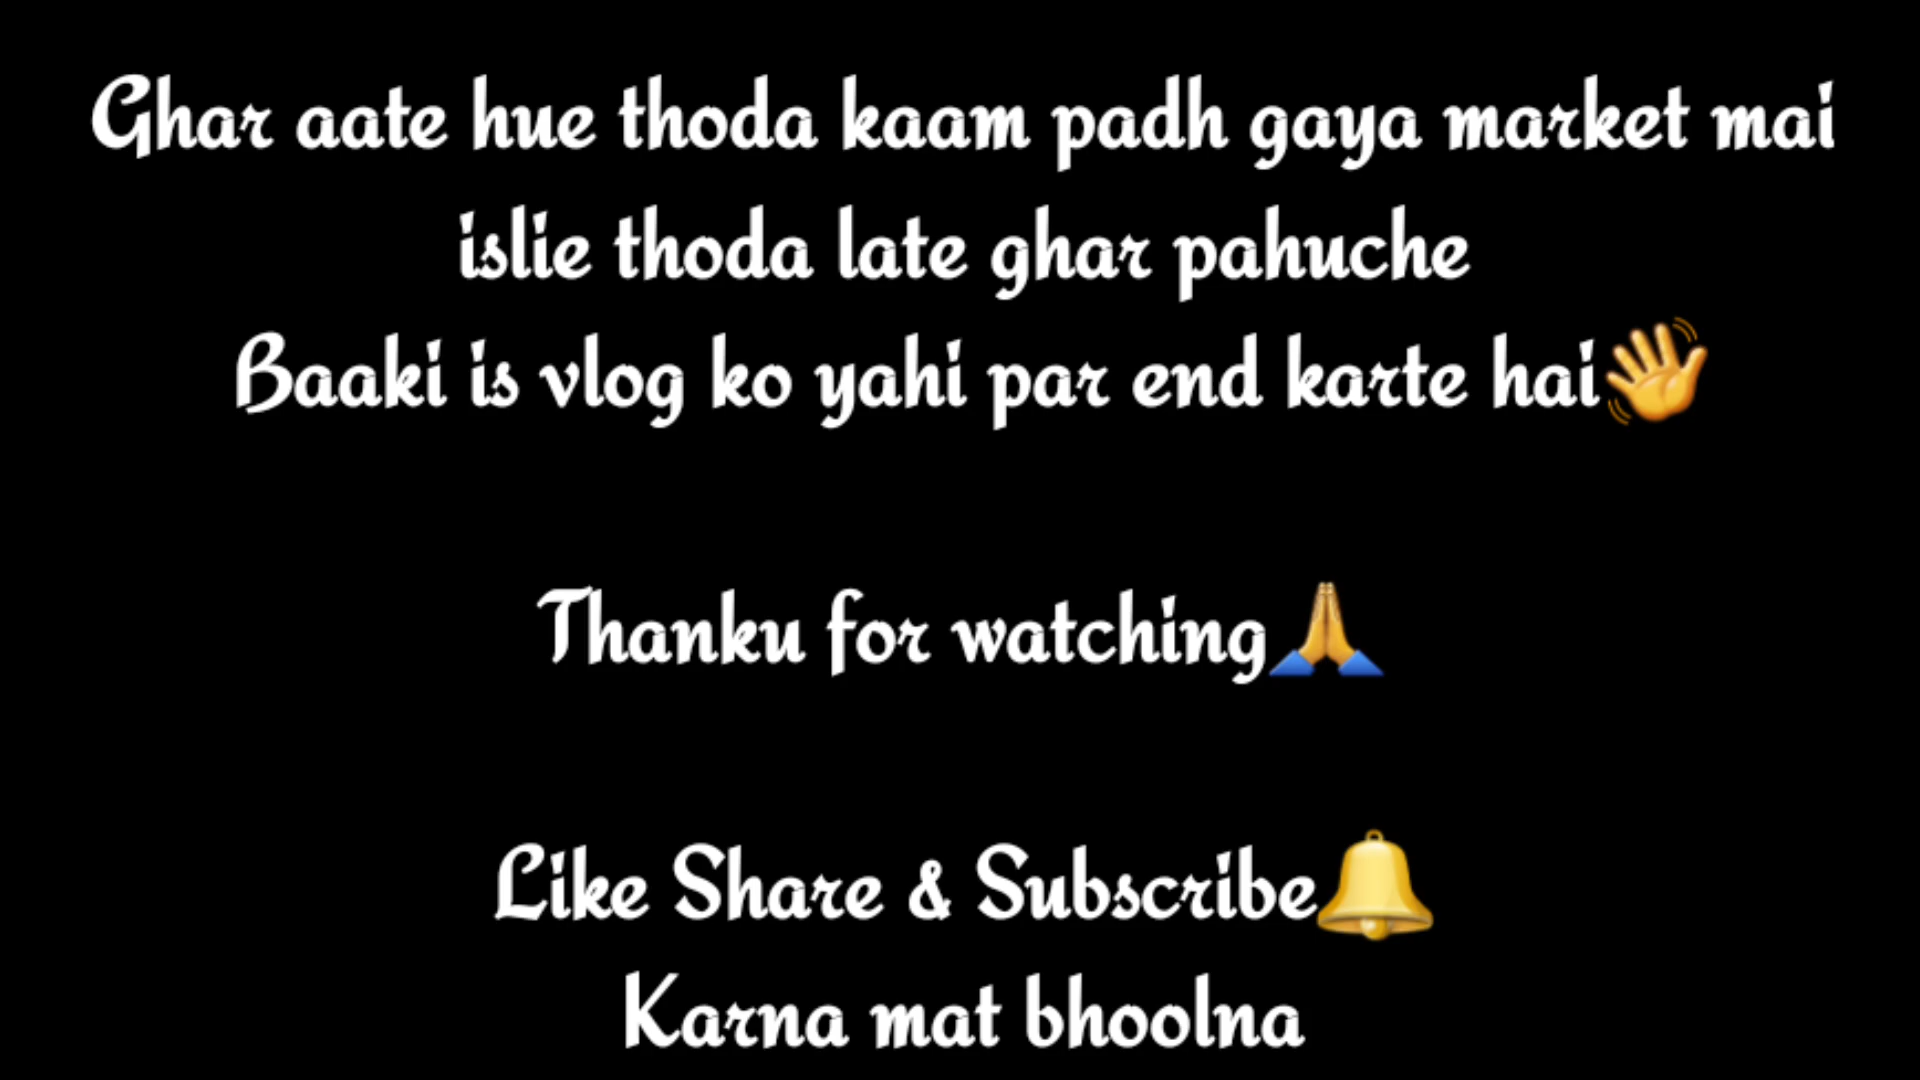 Ghar aate hue thoda kaam padh gaya market mai
islie thoda late ghar pahuche
Baaki is vlog ko yahi par end karte hai👋
Thanku for watching🙏
Like Share & Subscribe🔔
Karna mat bhoolna